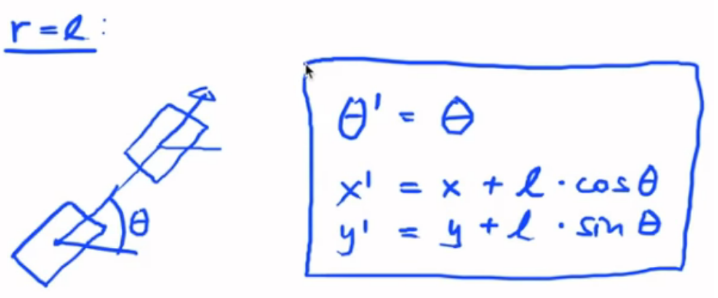 r = l :
θ
θ' = θ
x' = x + l · cos θ
y' = y + l · sin θ